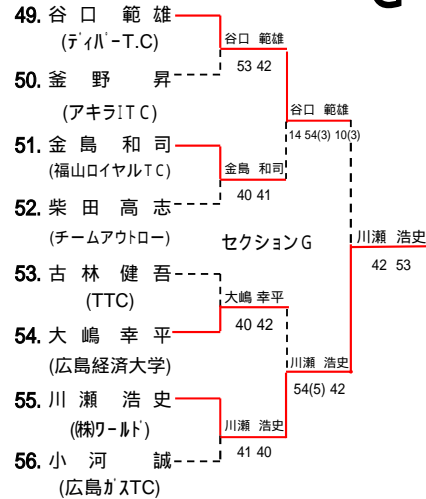 G
49. 谷口 範雄
(ディバーT.C)
谷口 範雄
53 42
50. 釜野 昇
(アキラITC)
谷口 範雄
14 54(3) 10(3)
51. 金島 和司
(福山ロイヤルTC)
金島 和司
40 41
52. 柴田 高志
(チームアウトロー)
セクションG
川瀬 浩史
42 53
53. 古林 健吾
(TTC)
大嶋 幸平
40 42
54. 大嶋 幸平
(広島経済大学)
川瀬 浩史
54(5) 42
55. 川瀬 浩史
(㈱ワールド)
川瀬 浩史
41 40
56. 小河 誠
(広島ガスTC)